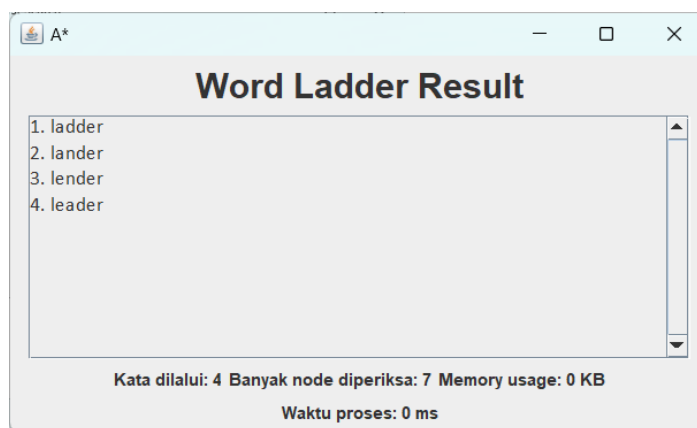 A*
Word Ladder Result
1. ladder
2. lander
3. lender
4. leader
Kata dilalui: 4 Banyak node diperiksa: 7 Memory usage: 0 KB
Waktu proses: 0 ms